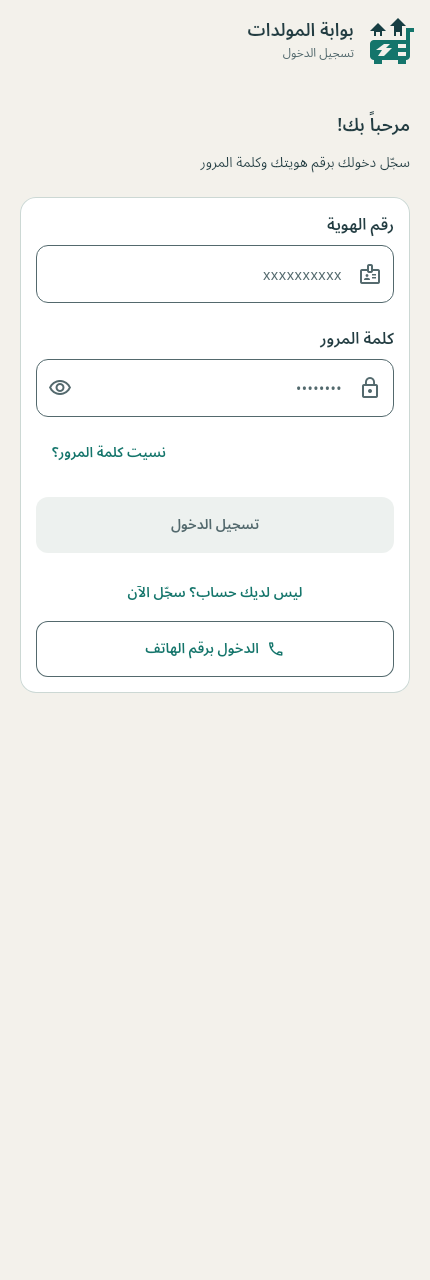 بوابة المولدات
تسجيل الدخول
مرحباً بك!
سجّل دخولك برقم هويتك وكلمة المرور
رقم الهوية
xxxxxxxxxx
كلمة المرور
••••••••
نسيت كلمة المرور؟
تسجيل الدخول
ليس لديك حساب؟ سجّل الآن
الدخول برقم الهاتف